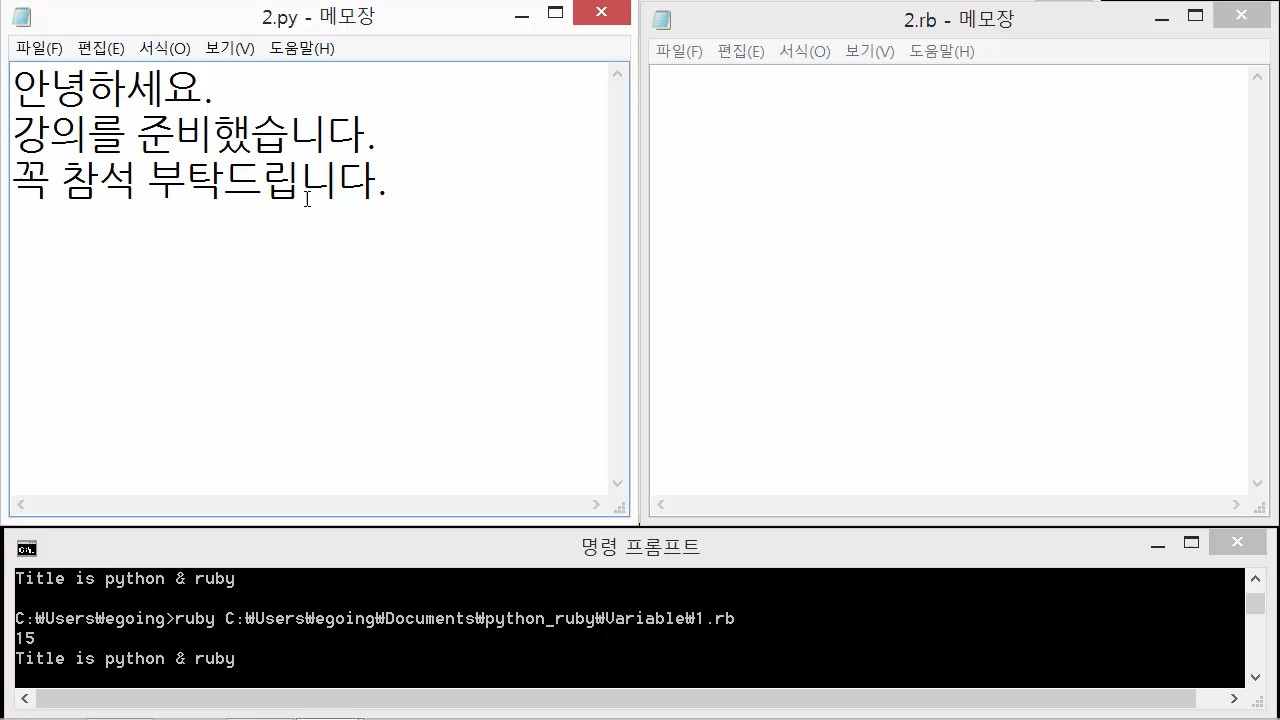 2.py - 메모장
파일(F) 편집(E) 서식(O) 보기(V) 도움말(H)
안녕하세요.
강의를 준비했습니다.
꼭 참석 부탁드립니다.
2.rb - 메모장
파일(F) 편집(E) 서식(O) 보기(V) 도움말(H)
명령 프롬프트
Title is python & ruby
C:₩Users₩egoing>ruby C:₩Users₩egoing₩Documents₩python_ruby₩Variable₩1.rb
15
Title is python & ruby